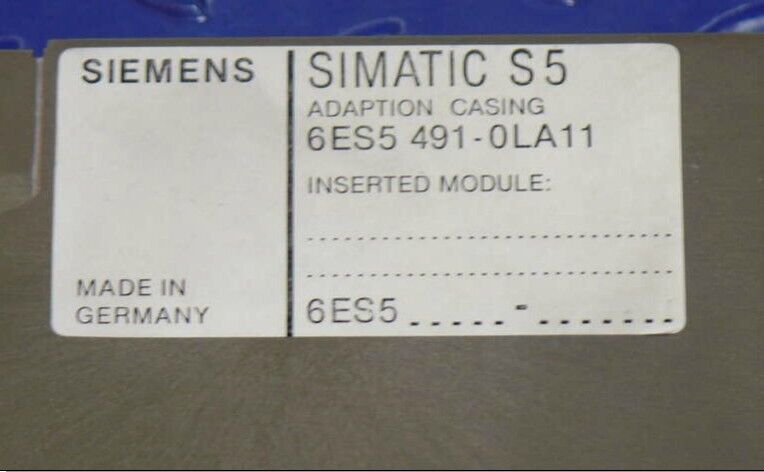 SIEMENS
SIMATIC S5
ADAPTION CASING
6ES5 491-0LA11
INSERTED MODULE:
MADE IN
GERMANY
6ES5 ..... - .......